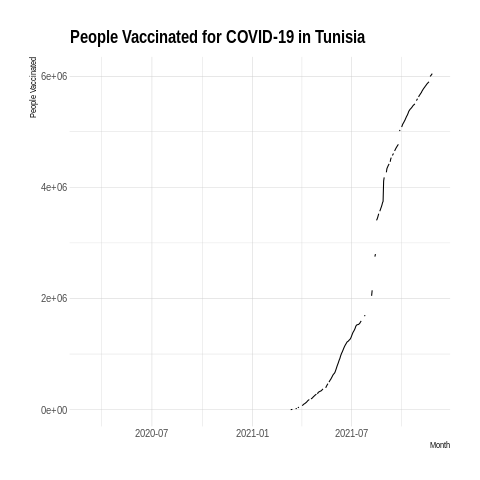 People Vaccinated for COVID-19 in Tunisia
People Vaccinated
6e+06
4e+06
2e+06
0e+00
2020-07 2021-01 2021-07
Month